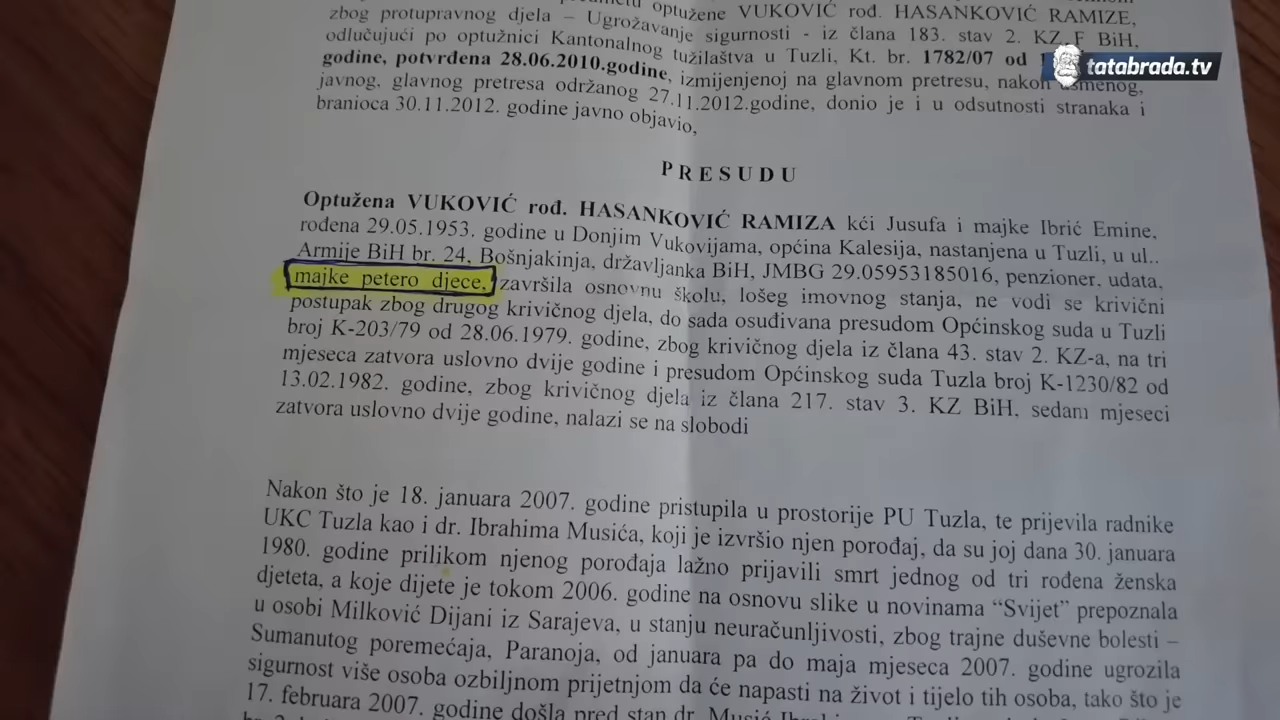 optužene VUKOVIĆ rođ. HASANKOVIĆ RAMIZE,
zbog protupravnog djela – Ugrožavanje sigurnosti - iz člana 183. stav 2. KZ F BiH,
odlučujući po optužnici Kantonalnog tužilaštva u Tuzli, Kt. br. 1782/07 od
godine, potvrđena 28.06.2010.godine, izmijenjenoj na glavnom pretresu, nakon usmenog,
javnog, glavnog pretresa održanog 27.11.2012.godine, donio je i u odsutnosti stranaka i
branioca 30.11.2012. godine javno objavio,
tatabrada.tv
PRESUDU
Optužena VUKOVIĆ rođ. HASANKOVIĆ RAMIZA kći Jusufa i majke Ibrić Emine,
rođena 29.05.1953. godine u Donjim Vukovijama, općina Kalesija, nastanjena u Tuzli, u ul..
Armije BiH br. 24, Bošnjakinja, državljanka BiH, JMBG 29.05953185016, penzioner, udata,
majke petero djece, završila osnovnu školu, lošeg imovnog stanja, ne vodi se krivični
postupak zbog drugog krivičnog djela, do sada osuđivana presudom Općinskog suda u Tuzli
broj K-203/79 od 28.06.1979. godine, zbog krivičnog djela iz člana 43. stav 2. KZ-a, na tri
mjeseca zatvora uslovno dvije godine i presudom Općinskog suda Tuzla broj K-1230/82 od
13.02.1982. godine, zbog krivičnog djela iz člana 217. stav 3. KZ BiH, sedam mjeseci
zatvora uslovno dvije godine, nalazi se na slobodi
Nakon što je 18. januara 2007. godine pristupila u prostorije PU Tuzla, te prijevila radnike
UKC Tuzla kao i dr. Ibrahima Musića, koji je izvršio njen porođaj, da su joj dana 30. januara
1980. godine prilikom njenog porođaja lažno prijavili smrt jednog od tri rođena ženska
djeteta, a koje dijete je tokom 2006. godine na osnovu slike u novinama “Svijet” prepoznala
u osobi Milković Dijani iz Sarajeva, u stanju neuračunljivosti, zbog trajne duševne bolesti –
Sumanutog poremećaja, Paranoja, od januara pa do maja mjeseca 2007. godine ugrozila
sigurnost više osoba ozbiljnom prijetnjom da će napasti na život i tijelo tih osoba, tako što je
17. februara 2007. godine došla pred stan dr. Musić